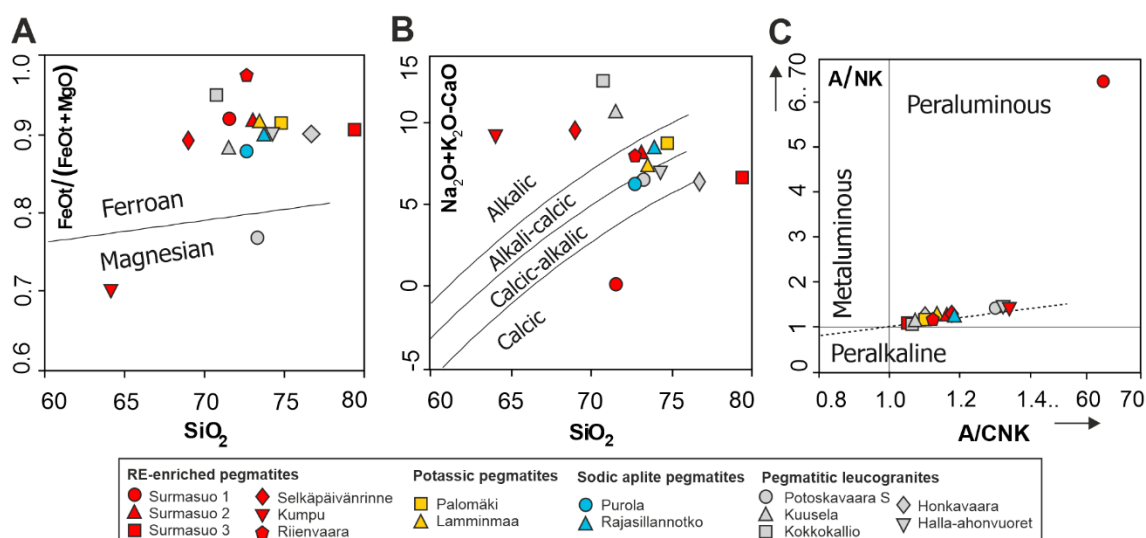 A
FeOt/(FeOt+MgO)
1.0
0.9
0.8
0.7
0.6
Ferroan
Magnesian
60 65 70 75 80
SiO₂
B
Na₂O+K₂O-CaO
15
10
5
0
-5
Alkalic
Alkali-calcic
Calcic-alkalic
Calcic
60 65 70 75 80
SiO₂
C
A/NK
Peraluminous
Metaluminous
Peralkaline
70
6..
5
4
3
2
1
0
0.8 1.0 1.2 1.4.. 60 70
A/CNK
RE-enriched pegmatites
Surmasuo 1
Surmasuo 2
Surmasuo 3
Selkäpäivänrinne
Kumpu
Riienvaara
Potassic pegmatites
Palomäki
Lamminmaa
Sodic aplite pegmatites
Purola
Rajasillannotko
Pegmatitic leucogranites
Potoskavaara S
Kuusela
Kokkokallio
Honkavaara
Halla-ahonvuoret